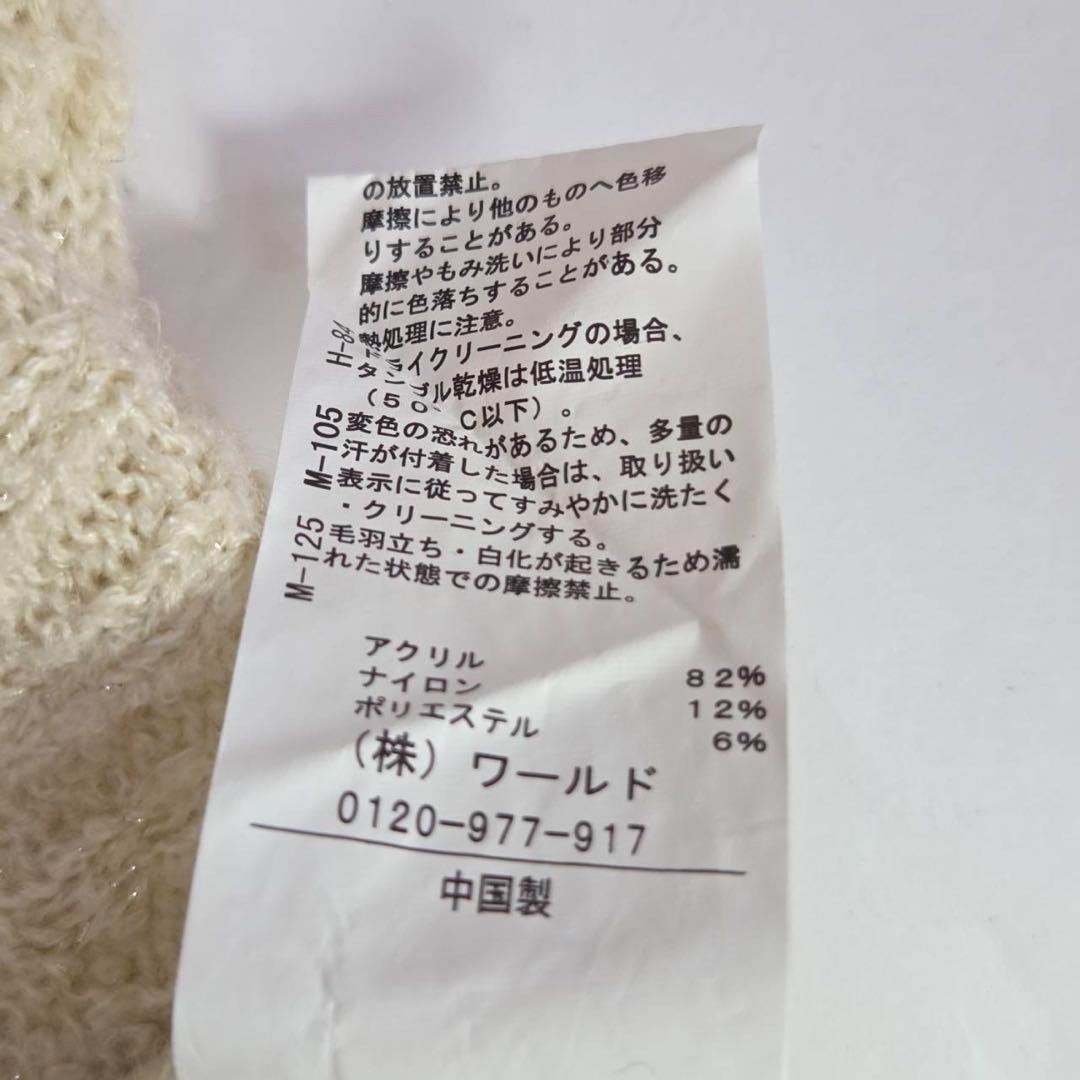 の放置禁止。
摩擦により他のものへ色移
りすることがある。
摩擦やもみ洗いにより部分
的に色落ちすることがある。
H-84
熱処理に注意。
ドライクリーニングの場合、
タンブル乾燥は低温処理
（50℃以下）。
M-105
変色の恐れがあるため、多量の
汗が付着した場合は、取り扱い
表示に従ってすみやかに洗たく
・クリーニングする。
M-125
毛羽立ち・白化が起きるため濡
れた状態での摩擦禁止。
アクリル 82%
ナイロン 12%
ポリエステル 6%
（株）ワールド
0120-977-917
中国製